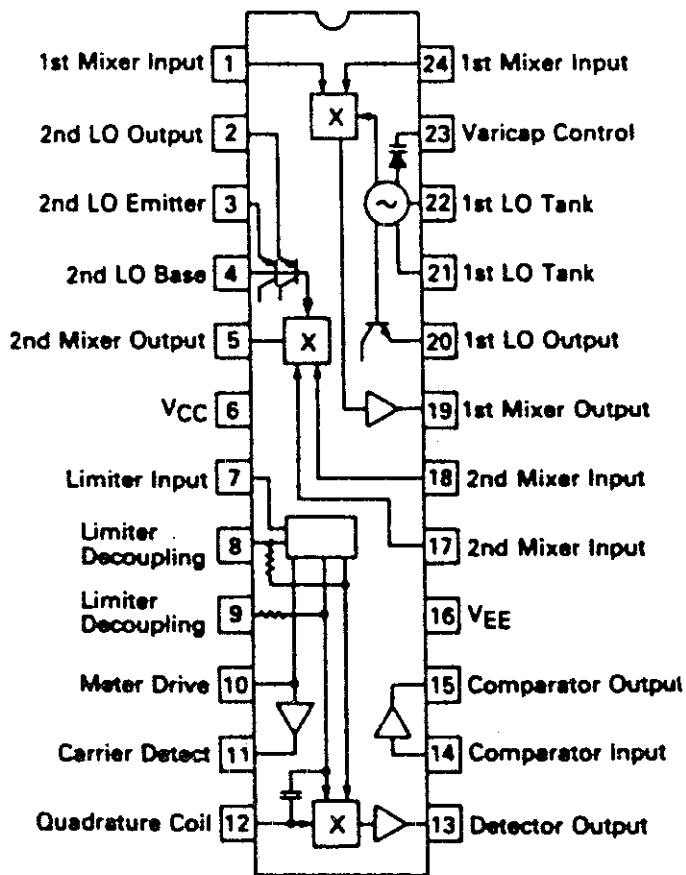 1st Mixer Input 1
24 1st Mixer Input
X
2nd LO Output 2
23 Varicap Control
2nd LO Emitter 3
22 1st LO Tank
2nd LO Base 4
21 1st LO Tank
2nd Mixer Output 5
X
20 1st LO Output
VCC 6
19 1st Mixer Output
Limiter Input 7
18 2nd Mixer Input
Limiter
Decoupling 8
17 2nd Mixer Input
Limiter
Decoupling 9
16 VEE
Meter Drive 10
15 Comparator Output
Carrier Detect 11
14 Comparator Input
Quadrature Coil 12
X
13 Detector Output